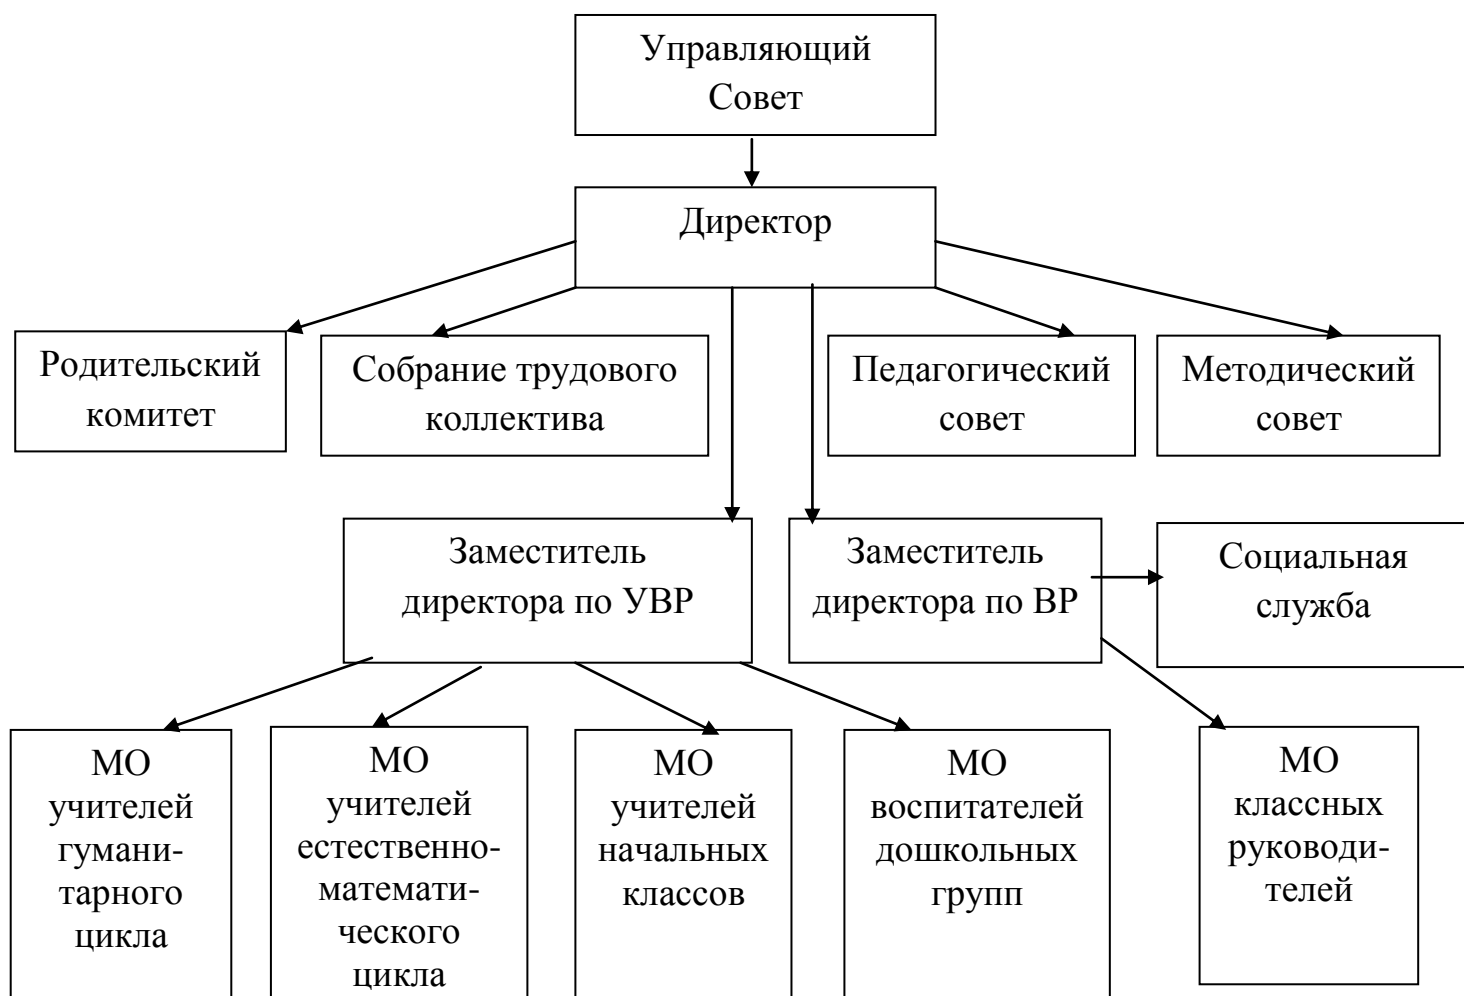 Управляющий
Совет
Директор
Родительский
комитет
Собрание трудового
коллектива
Педагогический
совет
Методический
совет
Заместитель
директора по УВР
Заместитель
директора по ВР
Социальная
служба
МО
учителей
гумани-
тарного
цикла
МО
учителей
естественно-
математи-
ческого
цикла
МО
учителей
начальных
классов
МО
воспитателей
дошкольных
групп
МО
классных
руководи-
телей